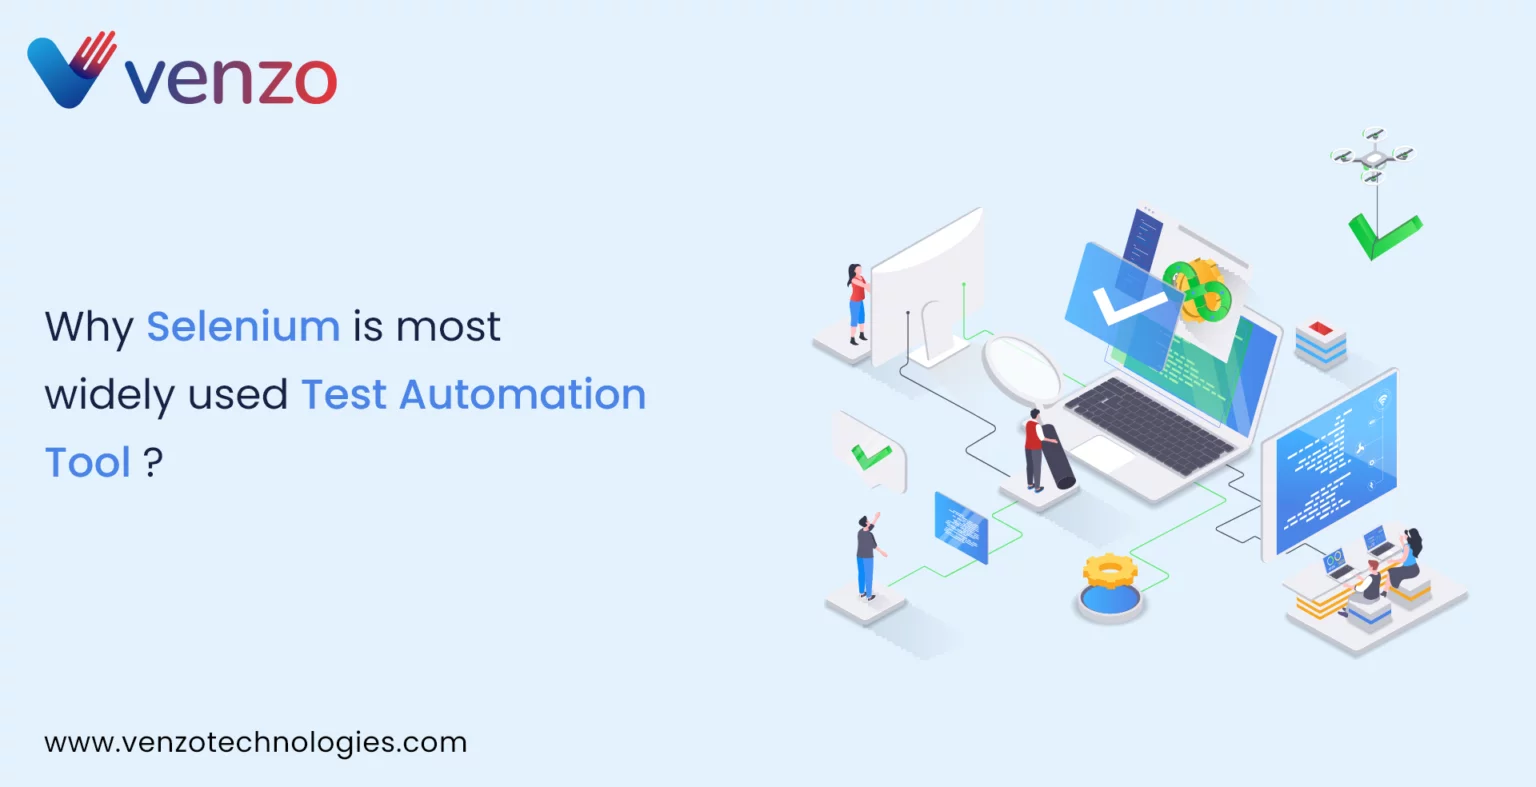 venzo
Why Selenium is most
widely used Test Automation
Tool ?
www.venzotechnologies.com